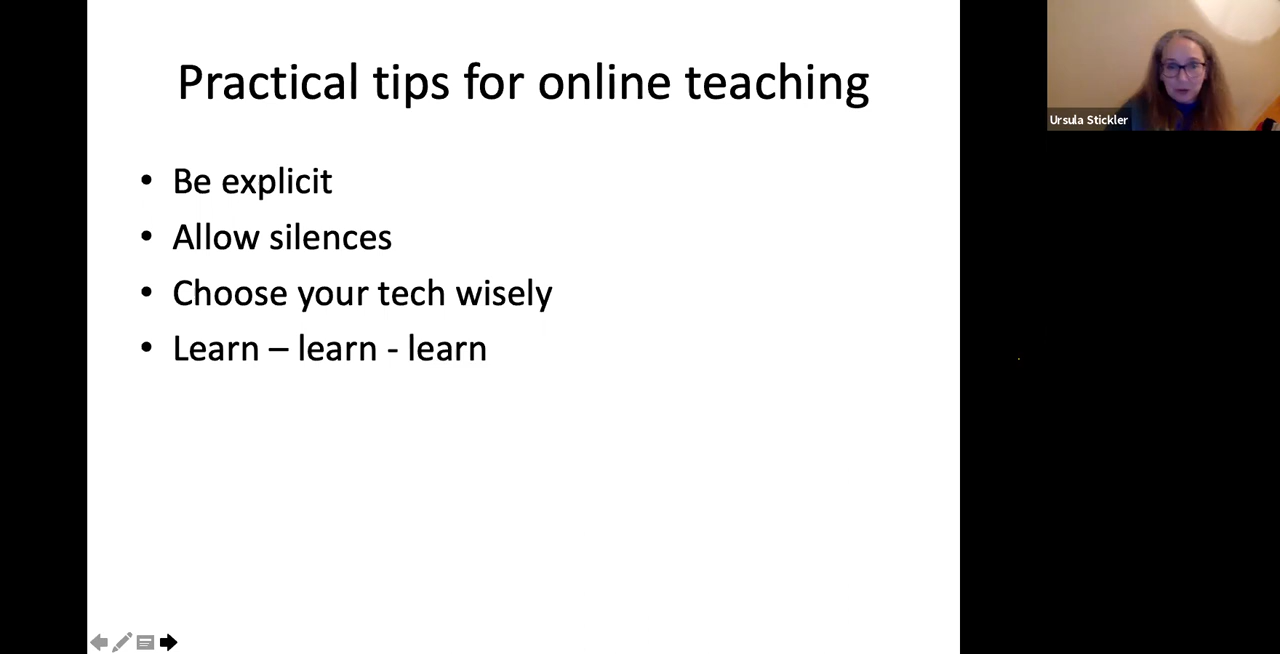 Practical tips for online teaching
• Be explicit
• Allow silences
• Choose your tech wisely
• Learn – learn - learn
Ursula Stickler